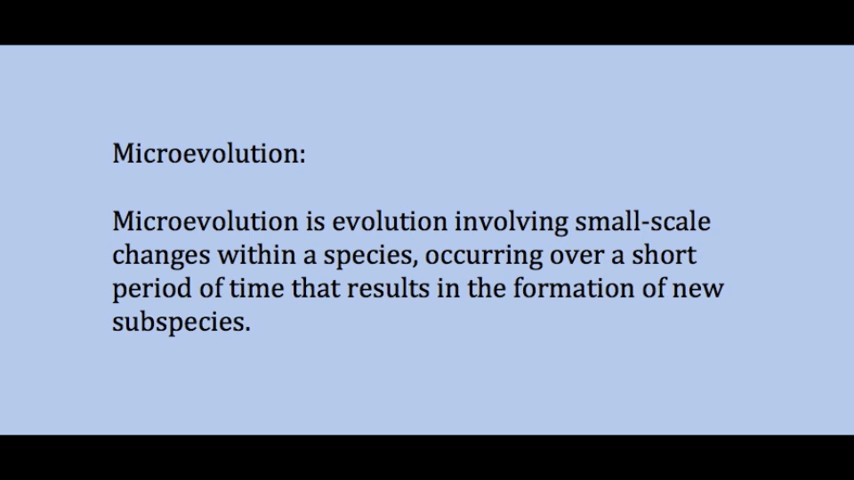 Microevolution:
Microevolution is evolution involving small-scale
changes within a species, occurring over a short
period of time that results in the formation of new
subspecies.